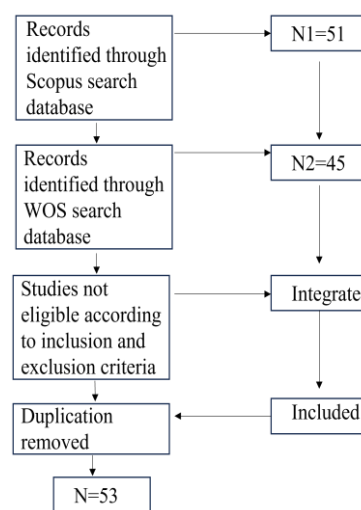 Records
identified through
Scopus search
database
N1=51
Records
identified through
WOS search
database
N2=45
Studies not
eligible according
to inclusion and
exclusion criteria
Integrate
Duplication
removed
Included
N=53